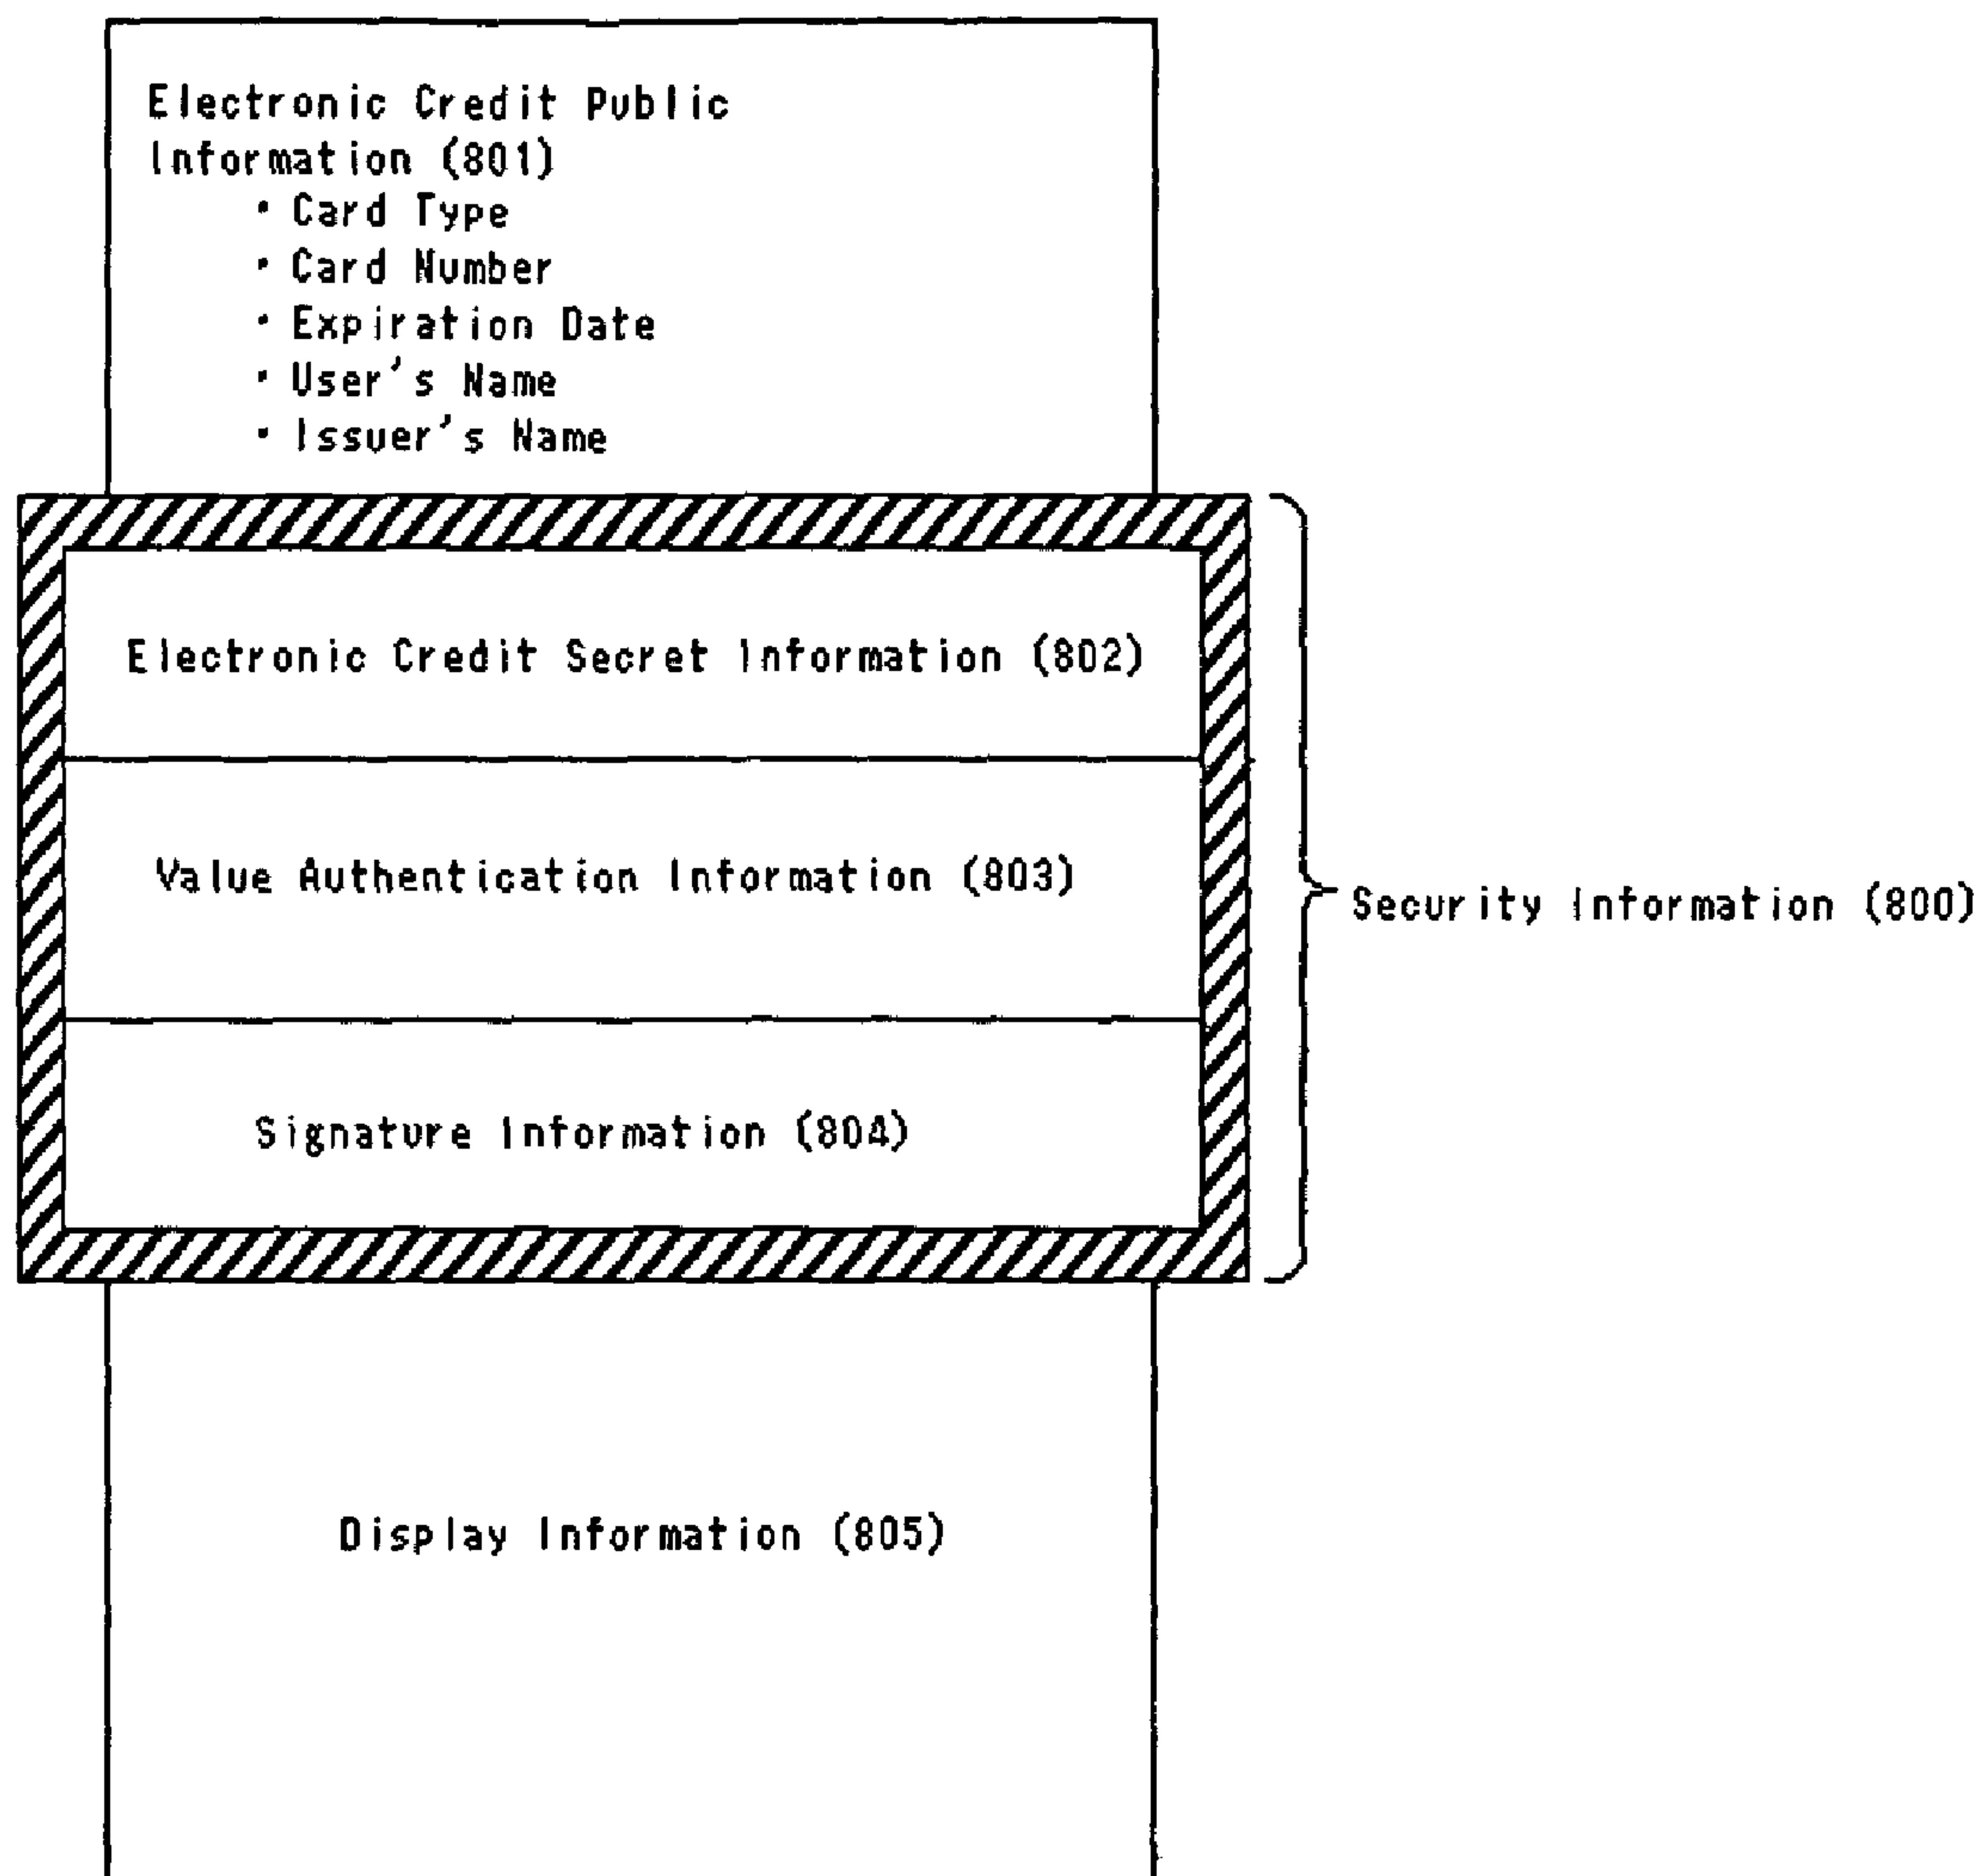 Electronic Credit Public
Information (801)
・Card Type
・Card Number
・Expiration Date
・User's Name
・Issuer's Name
Electronic Credit Secret Information (802)
Value Authentication Information (803)
Security Information (800)
Signature Information (804)
Display Information (805)